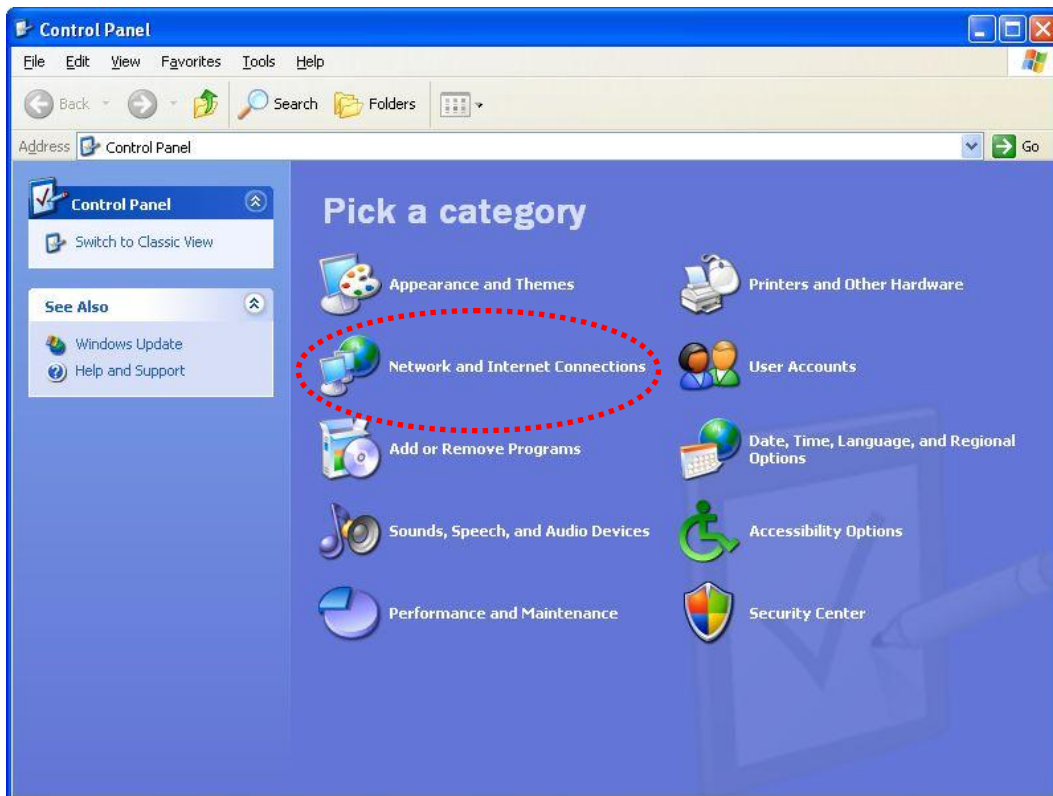 Control Panel
File Edit View Favorites Tools Help
Back Search Folders
Address Control Panel Go
Control Panel
Switch to Classic View
See Also
Windows Update
Help and Support
Pick a category
Appearance and Themes
Printers and Other Hardware
Network and Internet Connections
User Accounts
Add or Remove Programs
Date, Time, Language, and Regional
Options
Sounds, Speech, and Audio Devices
Accessibility Options
Performance and Maintenance
Security Center